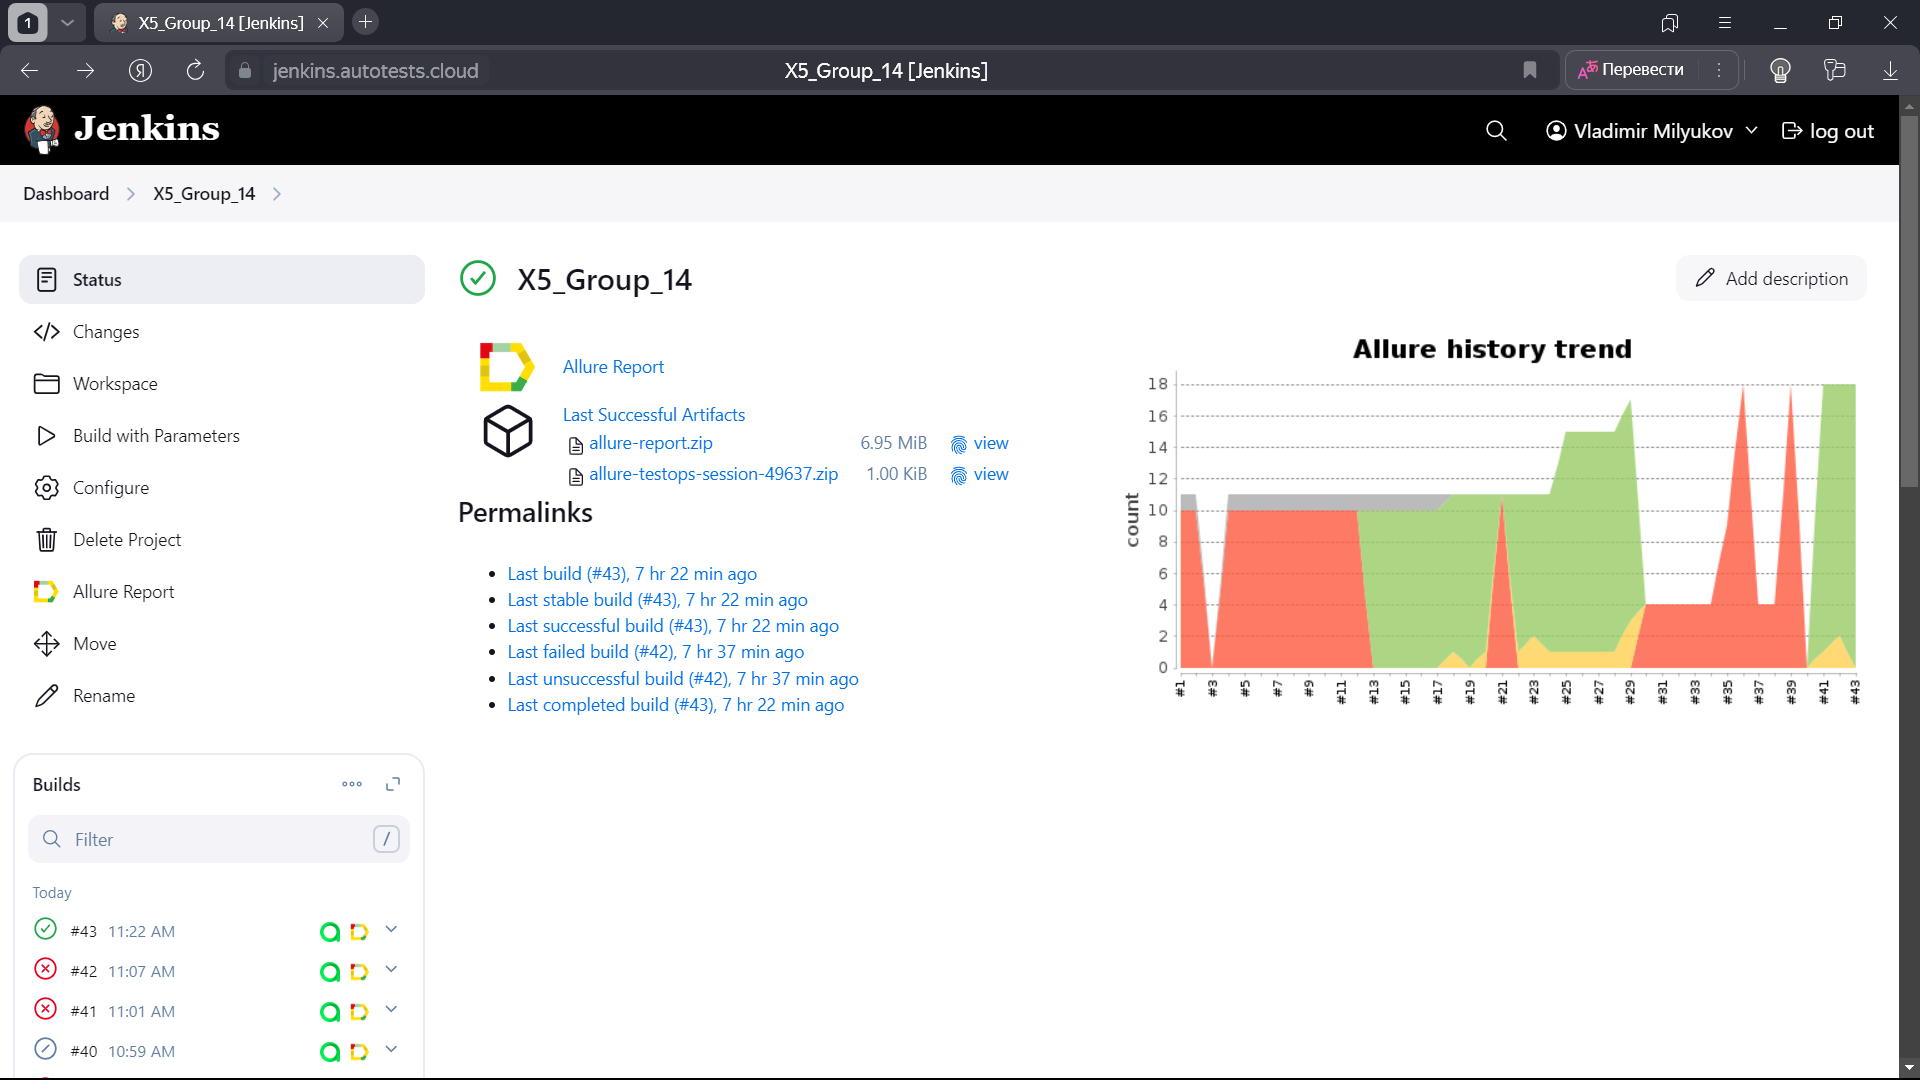 1
X5_Group_14 [Jenkins]
Я
jenkins.autotests.cloud
X5_Group_14 [Jenkins]
Перевести
Jenkins
Vladimir Milyukov
log out
Dashboard
X5_Group_14
Status
Changes
Workspace
Build with Parameters
Configure
Delete Project
Allure Report
Move
Rename
Builds
Filter
/
Today
#43 11:22 AM
#42 11:07 AM
#41 11:01 AM
#40 10:59 AM
X5_Group_14
Add description
Allure Report
Last Successful Artifacts
allure-report.zip 6.95 MiB view
allure-testops-session-49637.zip 1.00 KiB view
Permalinks
Last build (#43), 7 hr 22 min ago
Last stable build (#43), 7 hr 22 min ago
Last successful build (#43), 7 hr 22 min ago
Last failed build (#42), 7 hr 37 min ago
Last unsuccessful build (#42), 7 hr 37 min ago
Last completed build (#43), 7 hr 22 min ago
Allure history trend
count
18
16
14
12
10
8
6
4
2
0
#1 #3 #5 #7 #9 #11 #13 #15 #17 #19 #21 #23 #25 #27 #29 #31 #33 #35 #37 #39 #41 #43